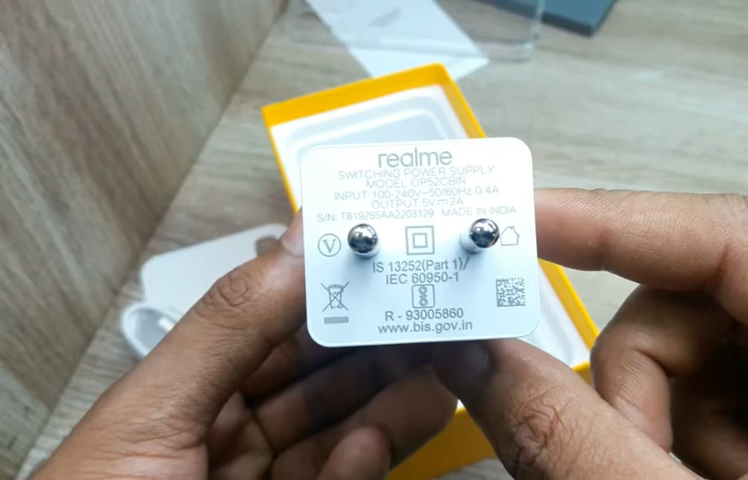 realme
SWITCHING POWER SUPPLY
MODEL OP52CBIN
INPUT 100-240V~50/60Hz 0.4A
OUTPUT 5V⎓2A
S/N: T819265AA2203129 MADE IN INDIA
V
IS 13252(Part 1)/
IEC 60950-1
R - 93005860
www.bis.gov.in